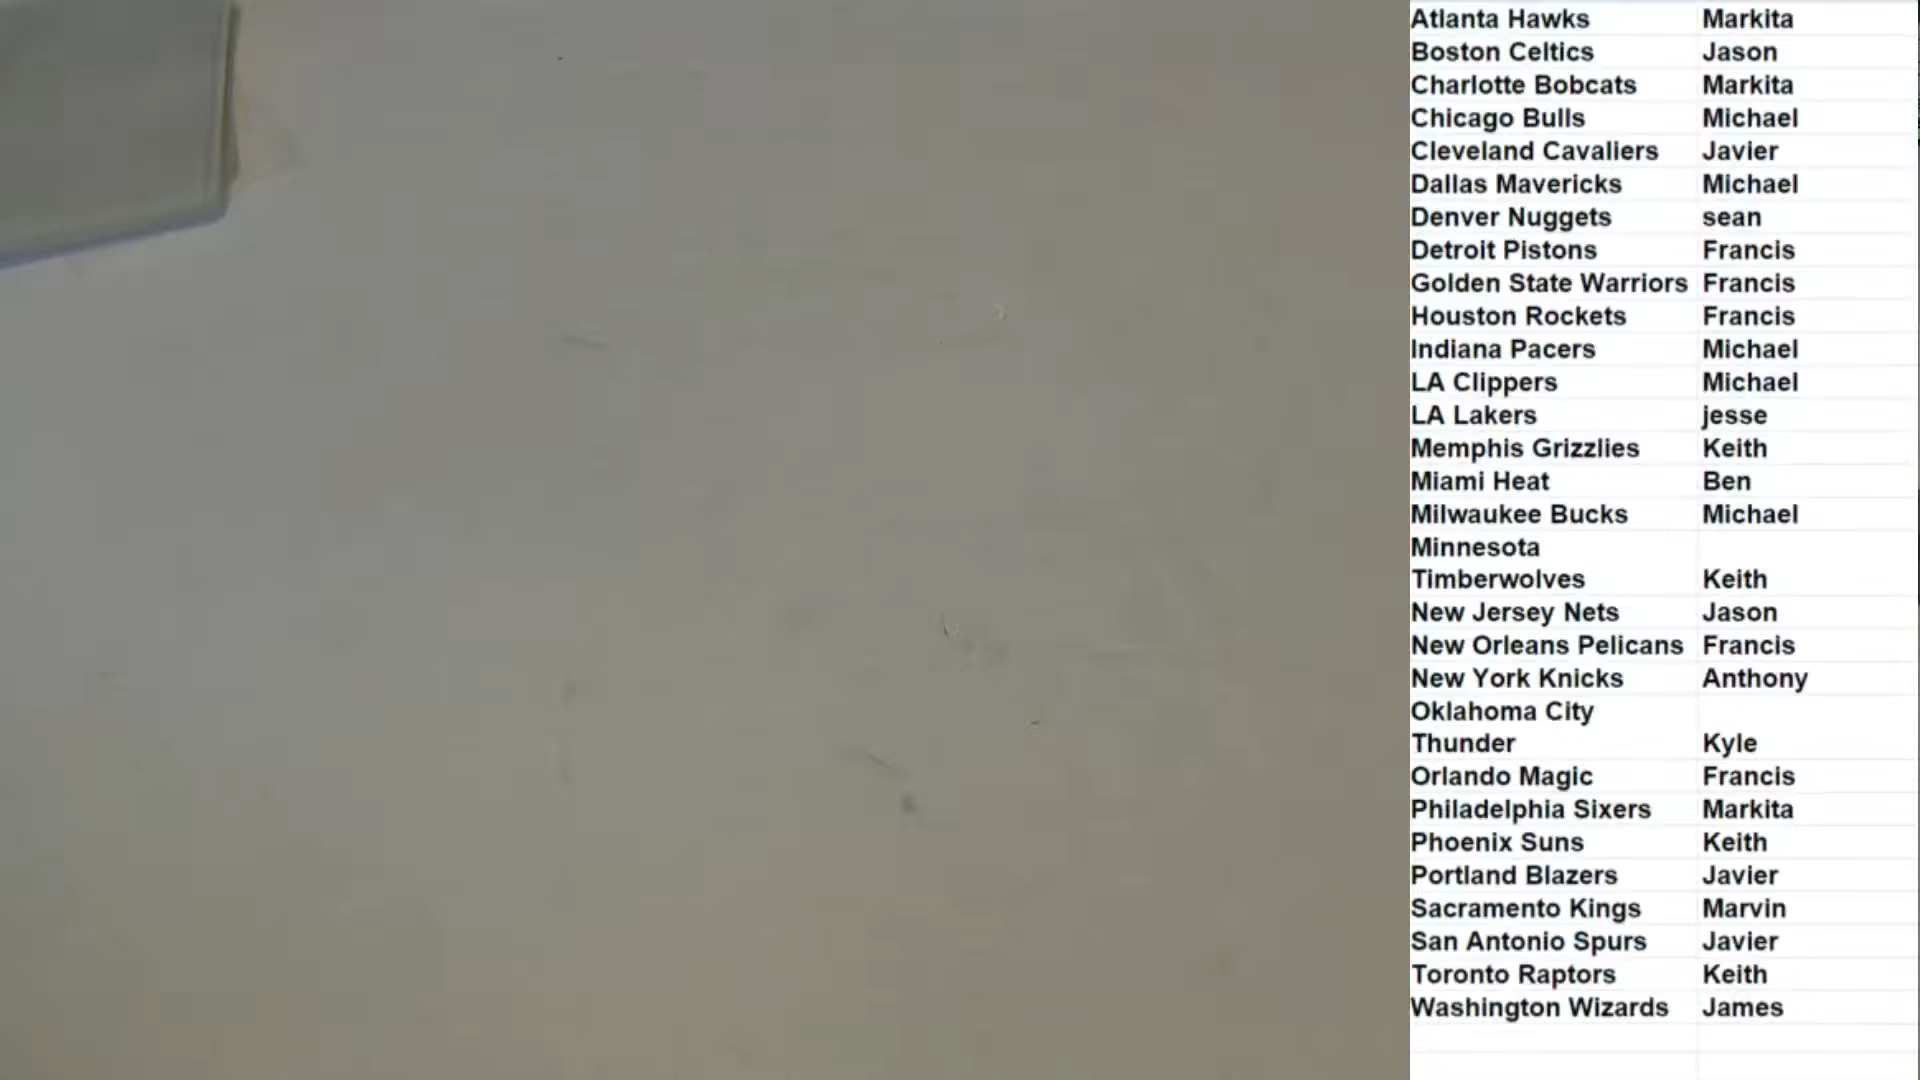 Atlanta Hawks Markita
Boston Celtics Jason
Charlotte Bobcats Markita
Chicago Bulls Michael
Cleveland Cavaliers Javier
Dallas Mavericks Michael
Denver Nuggets sean
Detroit Pistons Francis
Golden State Warriors Francis
Houston Rockets Francis
Indiana Pacers Michael
LA Clippers Michael
LA Lakers jesse
Memphis Grizzlies Keith
Miami Heat Ben
Milwaukee Bucks Michael
Minnesota
Timberwolves Keith
New Jersey Nets Jason
New Orleans Pelicans Francis
New York Knicks Anthony
Oklahoma City
Thunder Kyle
Orlando Magic Francis
Philadelphia Sixers Markita
Phoenix Suns Keith
Portland Blazers Javier
Sacramento Kings Marvin
San Antonio Spurs Javier
Toronto Raptors Keith
Washington Wizards James